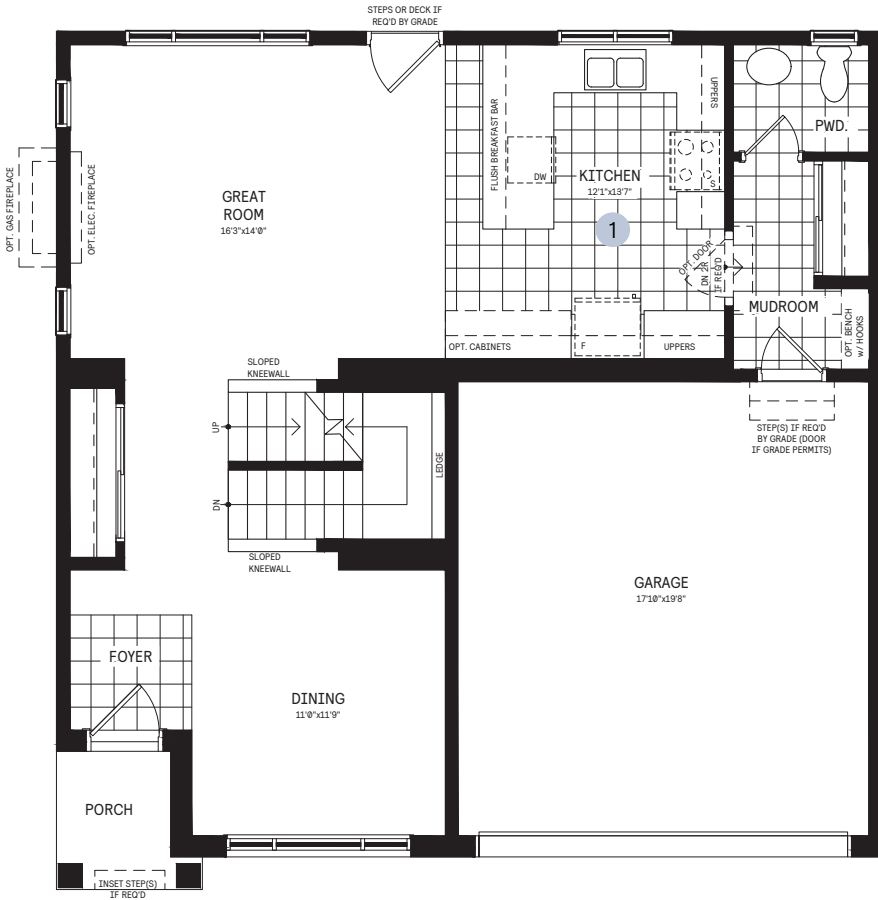 STEPS OR DECK IF
REQ'D BY GRADE
OPT. GAS FIREPLACE
OPT. ELEC. FIREPLACE
GREAT
ROOM
16'3"x14'0"
FLUSH BREAKFAST BAR
DW
KITCHEN
12'1"x13'7"
1
UPPERS
S
PWD.
OPT. DOOR
DN 2R
IF REQ'D
MUDROOM
OPT. BENCH
w/ HOOKS
OPT. CABINETS
F
UPPERS
SLOPED
KNEEWALL
UP
DN
LEDGE
SLOPED
KNEEWALL
STEP(S) IF REQ'D
BY GRADE (DOOR
IF GRADE PERMITS)
GARAGE
17'10"x19'8"
FOYER
DINING
11'0"x11'9"
PORCH
INSET STEP(S)
IF REQ'D